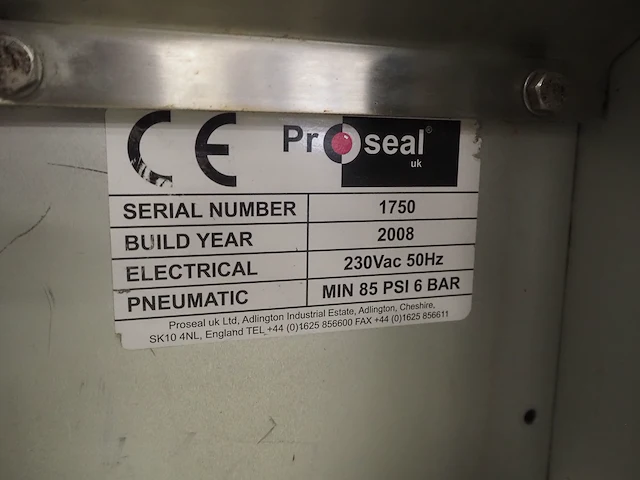 CE Proseal®
uk
SERIAL NUMBER 1750
BUILD YEAR 2008
ELECTRICAL 230Vac 50Hz
PNEUMATIC MIN 85 PSI 6 BAR
Proseal uk Ltd, Adlington Industrial Estate, Adlington, Cheshire,
SK10 4NL, England TEL +44 (0)1625 856600 FAX +44 (0)1625 856611